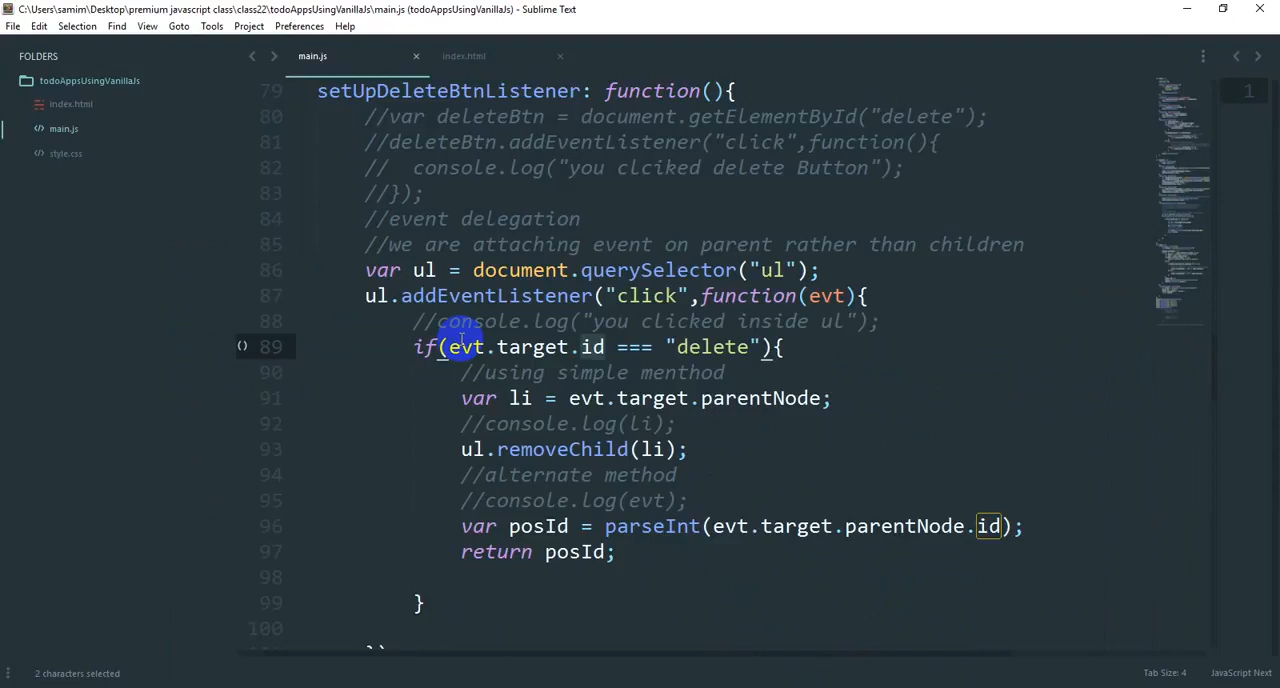 C:\Users\samim\Desktop\premium javascript class\class22\todoAppsUsingVanillaJs\main.js (todoAppsUsingVanillaJs) - Sublime Text
File Edit Selection Find View Goto Tools Project Preferences Help
FOLDERS
todoAppsUsingVanillaJs
index.html
main.js
style.css
main.js index.html
79 setUpDeleteBtnListener: function(){
80 //var deleteBtn = document.getElementById("delete");
81 //deleteBtn.addEventListener("click",function(){
82 // console.log("you clciked delete Button");
83 //});
84 //event delegation
85 //we are attaching event on parent rather than children
86 var ul = document.querySelector("ul");
87 ul.addEventListener("click",function(evt){
88 //console.log("you clicked inside ul");
89 if(evt.target.id === "delete"){
90 //using simple menthod
91 var li = evt.target.parentNode;
92 //console.log(li);
93 ul.removeChild(li);
94 //alternate method
95 //console.log(evt);
96 var posId = parseInt(evt.target.parentNode.id);
97 return posId;
98
99 }
100
1
2 characters selected
Tab Size: 4
JavaScript Next